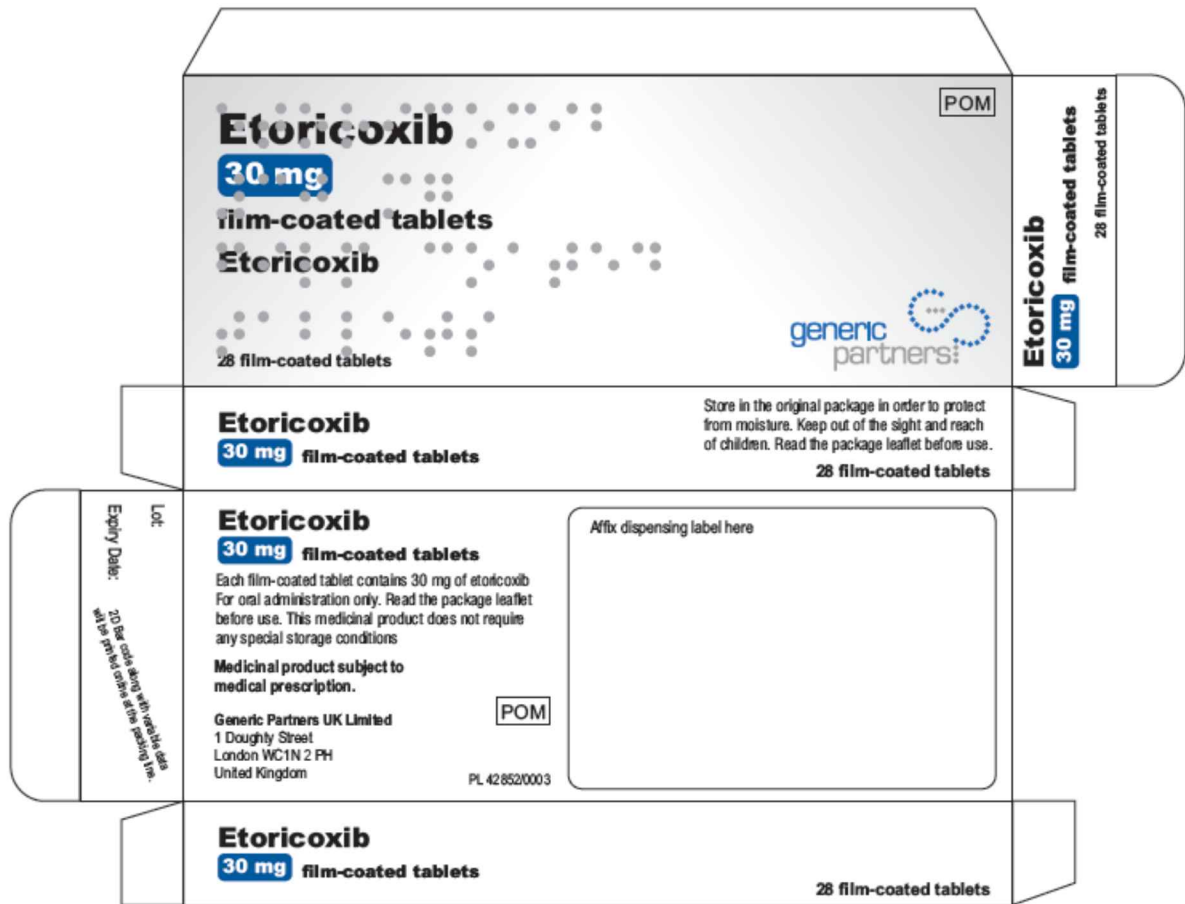 Etoricoxib
30 mg
film-coated tablets
Etoricoxib
28 film-coated tablets
POM
generic
partners
Etoricoxib
30 mg film-coated tablets
28 film-coated tablets
Etoricoxib
30 mg film-coated tablets
Store in the original package in order to protect
from moisture. Keep out of the sight and reach
of children. Read the package leaflet before use.
28 film-coated tablets
Lot:
Expiry Date:
2D Bar code along with variable data
will be printed online at the packing line.
Etoricoxib
30 mg film-coated tablets
Each film-coated tablet contains 30 mg of etoricoxib
For oral administration only. Read the package leaflet
before use. This medicinal product does not require
any special storage conditions
Medicinal product subject to
medical prescription.
Generic Partners UK Limited
1 Doughty Street
London WC1N 2 PH
United Kingdom
POM
PL 42852/0003
Affix dispensing label here
Etoricoxib
30 mg film-coated tablets
28 film-coated tablets